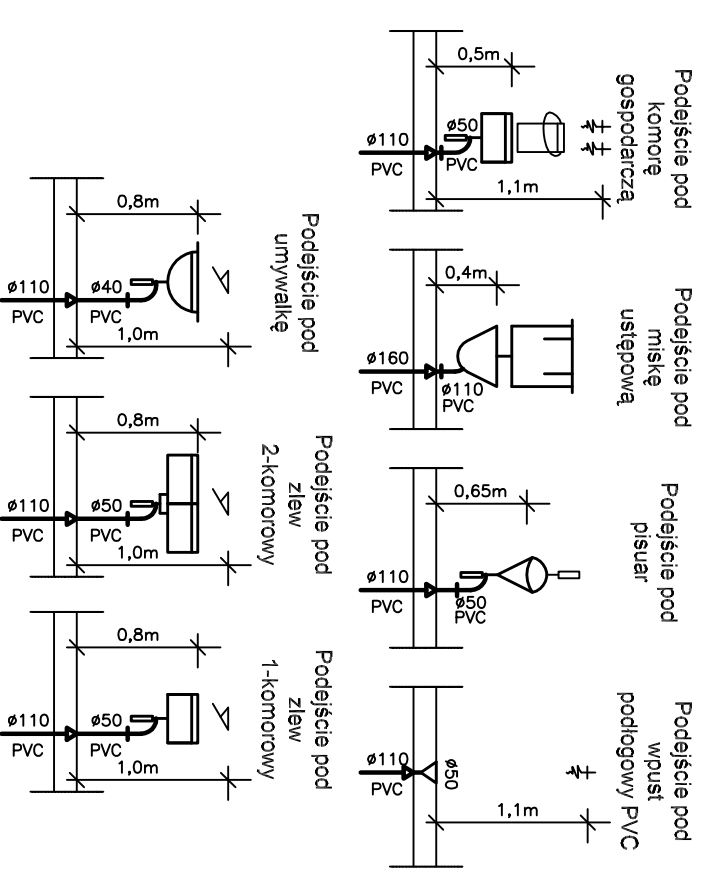 Podejście pod
komorę
gospodarczą
0,5m
ø50
ø110
PVC
PVC
1,1m
Podejście pod
miskę
ustępową
0,4m
ø160
PVC
ø110
PVC
Podejście pod
pisuar
0,65m
ø110
PVC
ø50
PVC
Podejście pod
wpust
podłogowy PVC
ø110
PVC
ø50
1,1m
Podejście pod
umywalkę
0,8m
ø110
PVC
ø40
PVC
1,0m
Podejście pod
zlew
2-komorowy
0,8m
ø110
PVC
ø50
PVC
1,0m
Podejście pod
zlew
1-komorowy
0,8m
ø110
PVC
ø50
PVC
1,0m